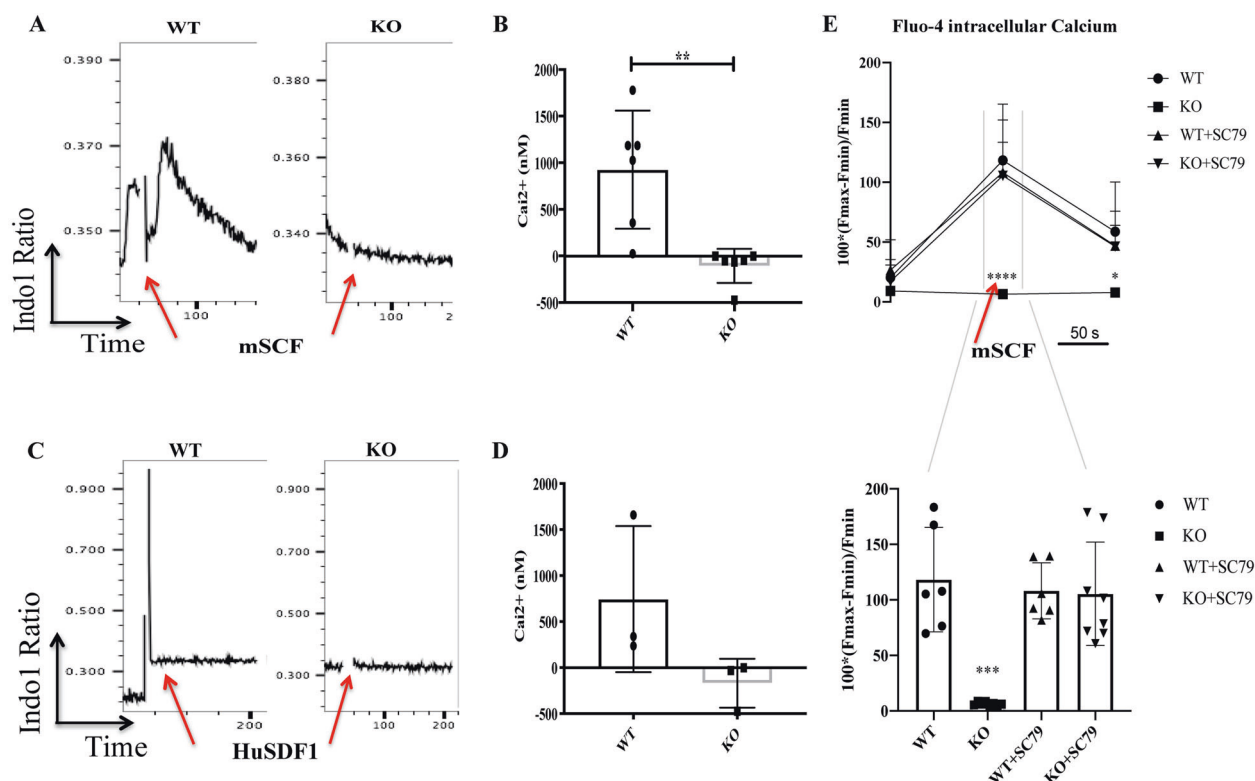 A
WT
KO
0.390
0.370
0.350
100
0.380
0.360
0.340
100
2
Indo1 Ratio
Time
mSCF
B
**
2000
1500
1000
500
0
-500
Cai2+ (nM)
WT
KO
C
WT
KO
0.900
0.700
0.500
0.300
200
0.900
0.700
0.500
0.300
200
Indo1 Ratio
Time
HuSDF1
D
2000
1500
1000
500
0
-500
Cai2+ (nM)
WT
KO
E
Fluo-4 intracellular Calcium
200
150
100
50
0
100*(Fmax-Fmin)/Fmin
****
*
mSCF
50 s
WT
KO
WT+SC79
KO+SC79
200
150
100
50
0
100*(Fmax-Fmin)/Fmin
***
WT
KO
WT+SC79
KO+SC79
WT
KO
WT+SC79
KO+SC79